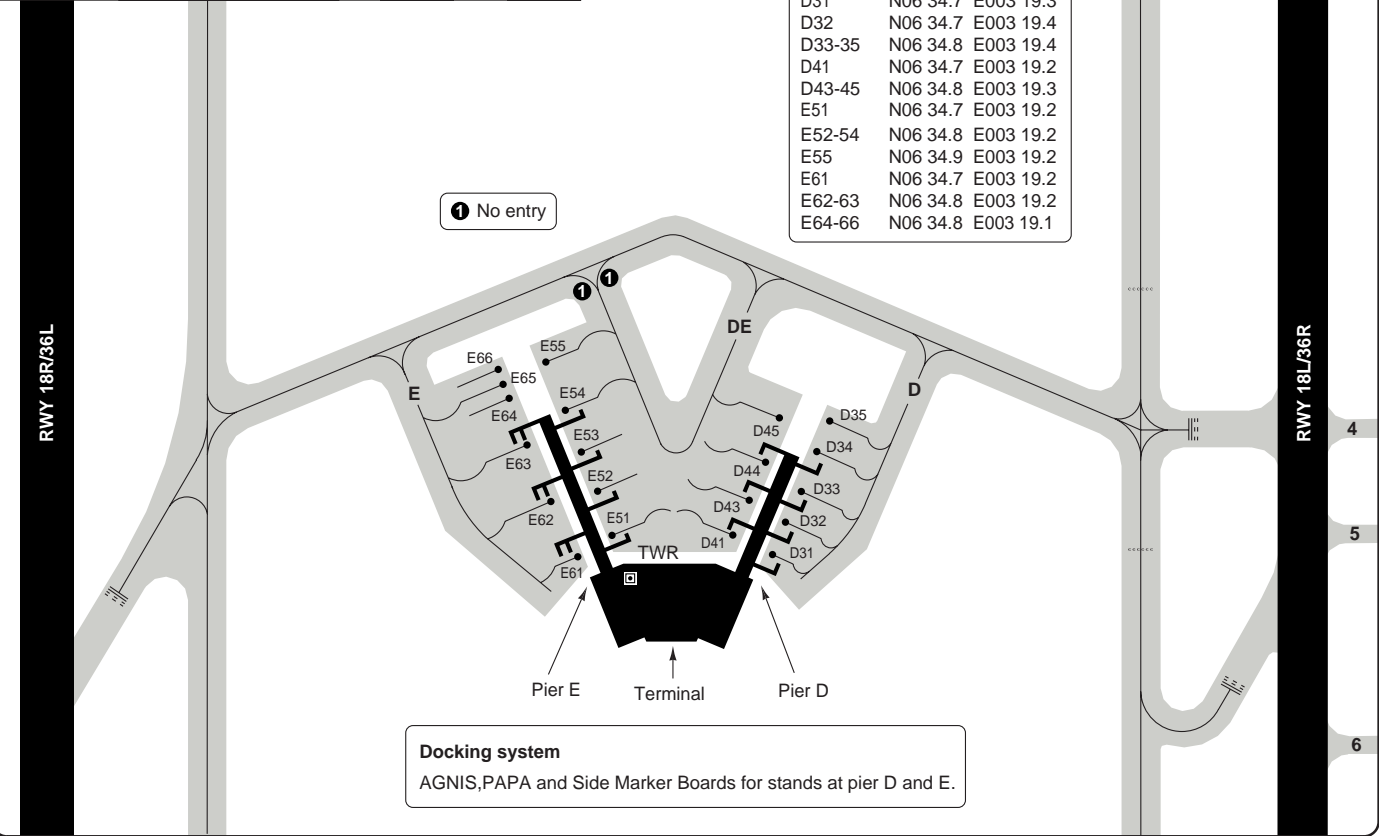 D31 N06 34.7 E003 19.3
D32 N06 34.7 E003 19.4
D33-35 N06 34.8 E003 19.4
D41 N06 34.7 E003 19.2
D43-45 N06 34.8 E003 19.3
E51 N06 34.7 E003 19.2
E52-54 N06 34.8 E003 19.2
E55 N06 34.9 E003 19.2
E61 N06 34.7 E003 19.2
E62-63 N06 34.8 E003 19.2
E64-66 N06 34.8 E003 19.1
1 No entry
1
1
DE
E
D
E66
E65
E64
E63
E62
E61
E55
E54
E53
E52
E51
D45
D44
D43
D41
D35
D34
D33
D32
D31
TWR
RWY 18R/36L
RWY 18L/36R
4
5
6
Pier E
Terminal
Pier D
Docking system
AGNIS,PAPA and Side Marker Boards for stands at pier D and E.